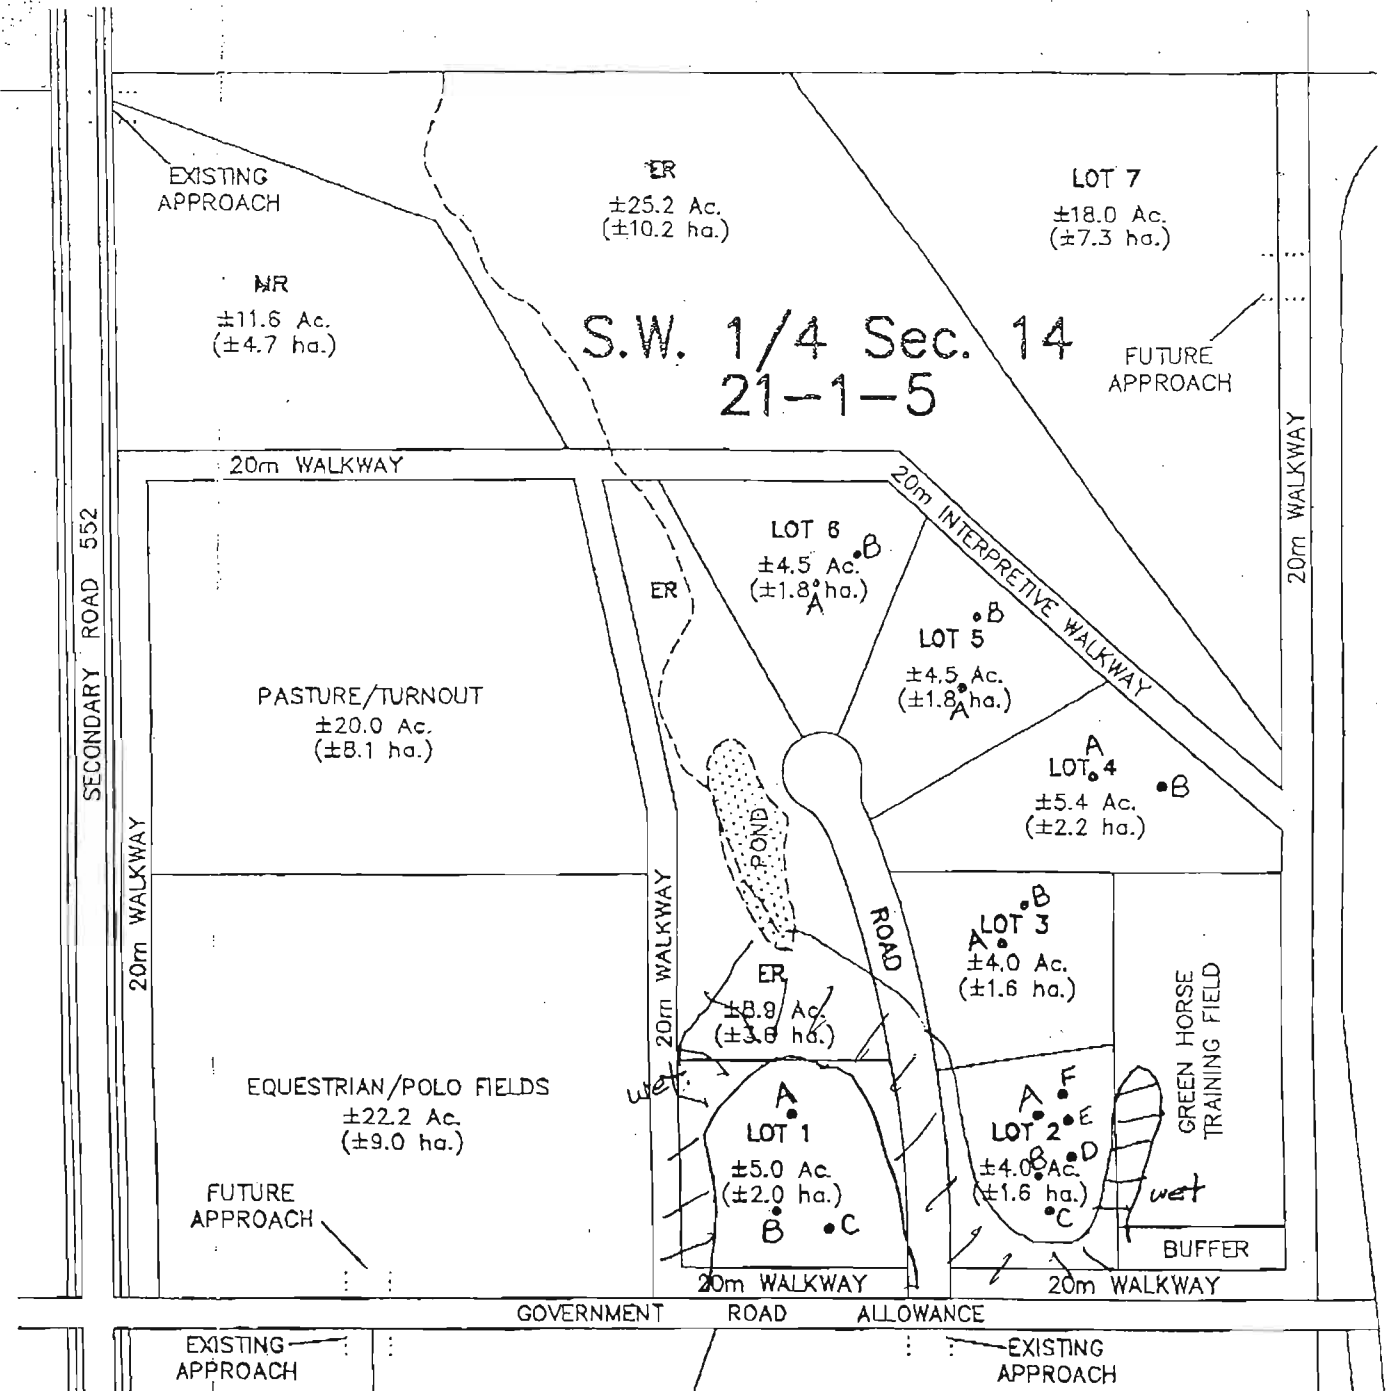 EXISTING
APPROACH
ER
±25.2 Ac.
(±10.2 ha.)
LOT 7
±18.0 Ac.
(±7.3 ha.)
NR
±11.6 Ac.
(±4.7 ha.)
S.W. 1/4 Sec. 14
21-1-5
FUTURE
APPROACH
20m WALKWAY
20m WALKWAY
20m INTERPRETIVE WALKWAY
SECONDARY ROAD 552
LOT 6
B
±4.5 Ac.
(±1.8 ha.)
A
ER
B
LOT 5
±4.5 Ac.
(±1.8 ha.)
A
PASTURE/TURNOUT
±20.0 Ac.
(±8.1 ha.)
A
LOT 4
B
±5.4 Ac.
(±2.2 ha.)
POND
20m WALKWAY
20m WALKWAY
ROAD
B
LOT 3
A
±4.0 Ac.
(±1.6 ha.)
GREEN HORSE
TRAINING FIELD
ER
±8.9 Ac.
(±3.6 ha.)
wet
EQUESTRIAN/POLO FIELDS
±22.2 Ac.
(±9.0 ha.)
A
LOT 1
±5.0 Ac.
(±2.0 ha.)
B
C
F
A
E
LOT 2
B
D
±4.0 Ac.
(±1.6 ha.)
C
wet
FUTURE
APPROACH
BUFFER
20m WALKWAY
20m WALKWAY
GOVERNMENT ROAD ALLOWANCE
EXISTING
APPROACH
EXISTING
APPROACH